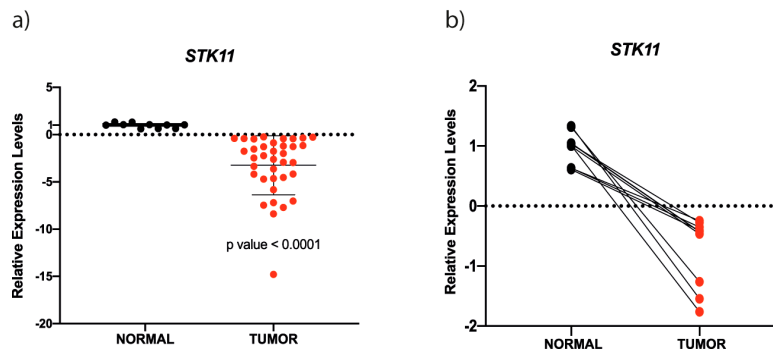 a)
STK11
Relative Expression Levels
5
1
0
-5
-10
-15
-20
p value < 0.0001
NORMAL TUMOR
b)
STK11
Relative Expression Levels
2
1
0
-1
-2
NORMAL TUMOR